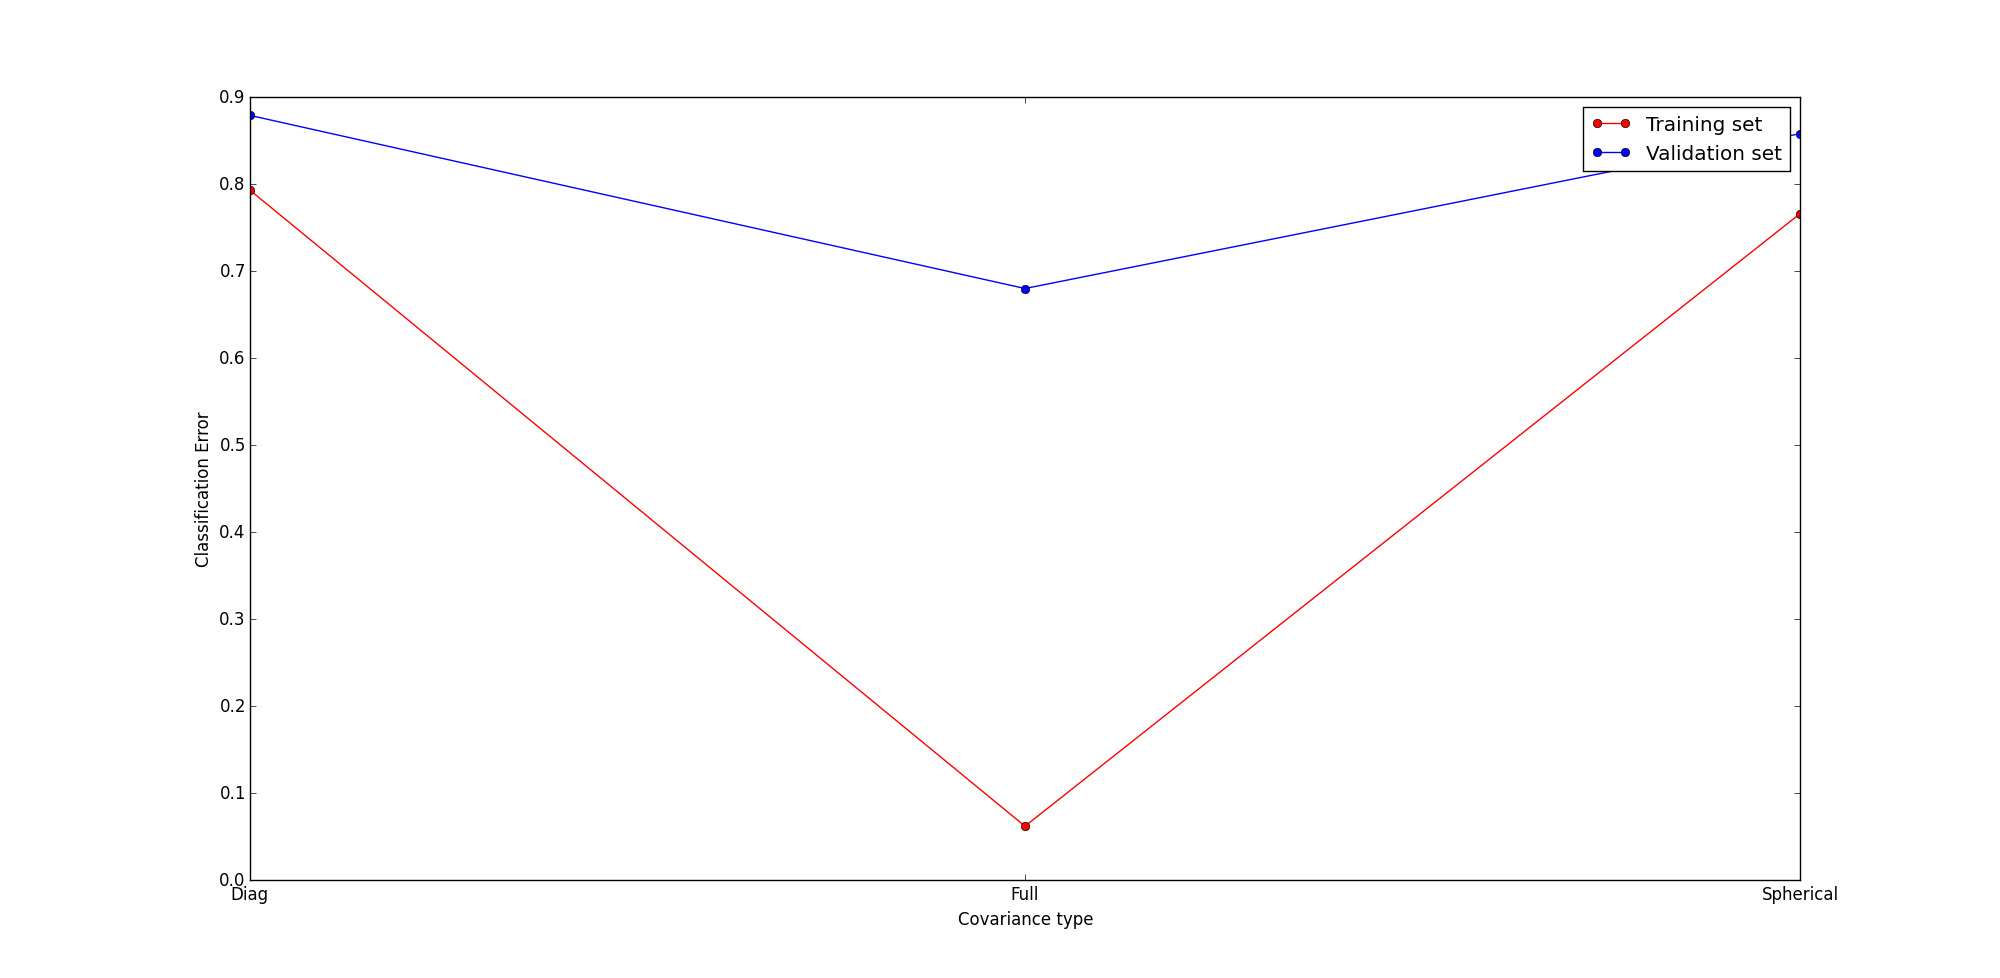 0.9
0.8
0.7
0.6
0.5
0.4
0.3
0.2
0.1
0.0
Classification Error
Training set
Validation set
Diag Full Spherical
Covariance type